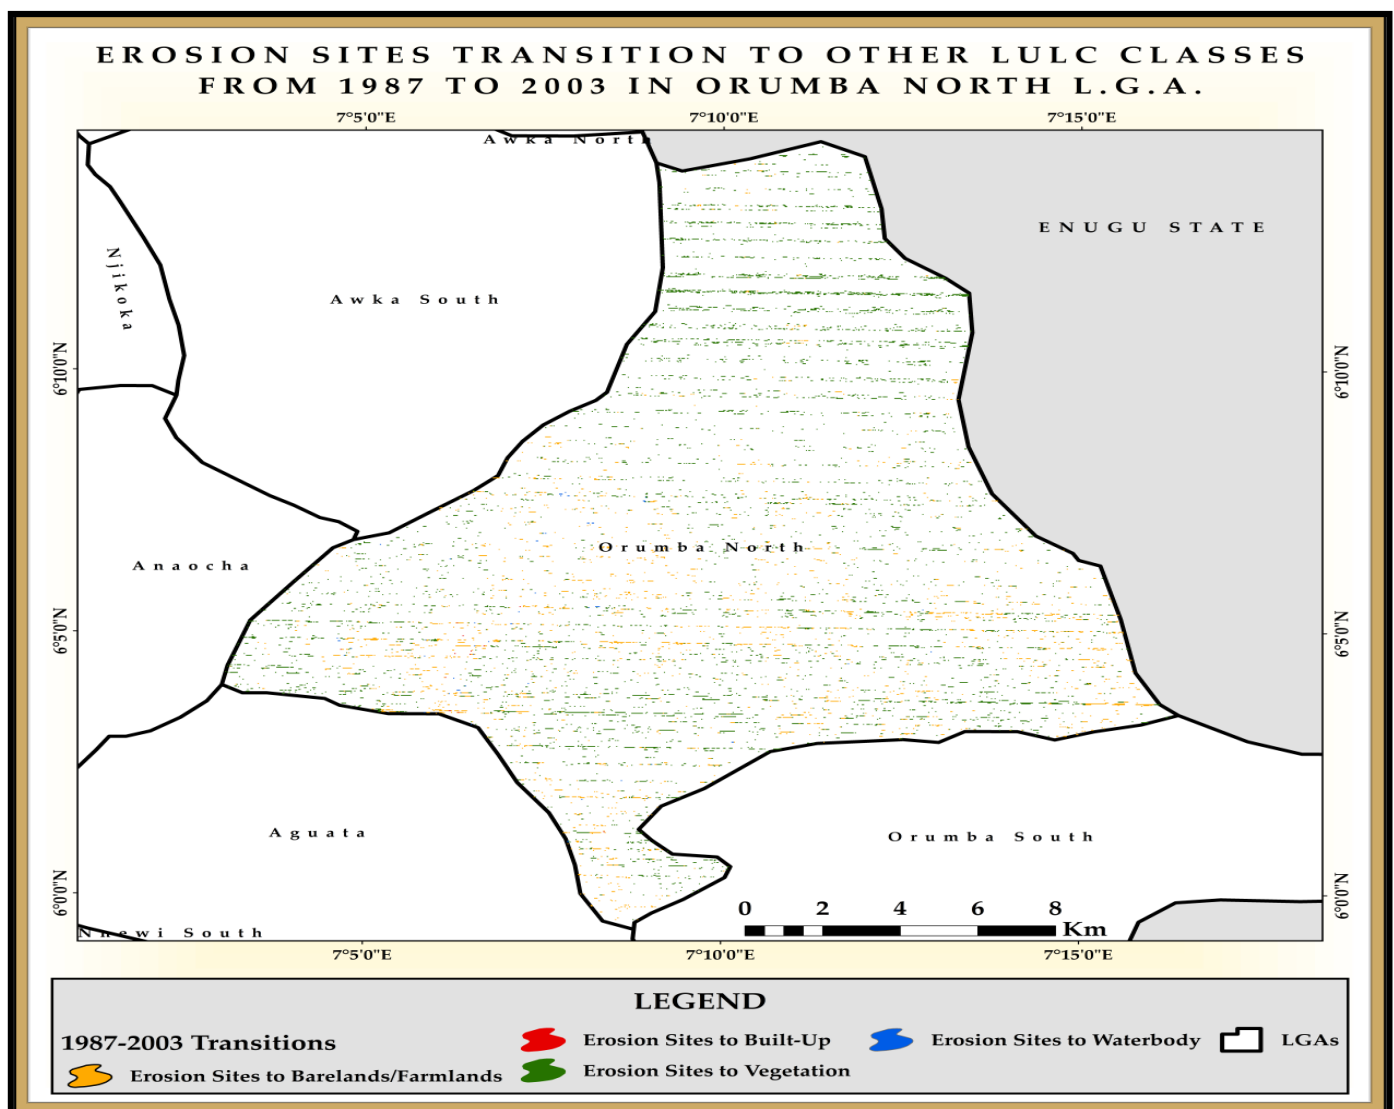 EROSION SITES TRANSITION TO OTHER LULC CLASSES
FROM 1987 TO 2003 IN ORUMBA NORTH L.G.A.
7°5'0"E 7°10'0"E 7°15'0"E
Awka North
ENUGU STATE
Njikoka
Awka South
6°10'0"N 6°10'0"N
Orumba North
Anaocha
6°5'0"N 6°5'0"N
Aguata
Orumba South
6°0'0"N 6°0'0"N
0 2 4 6 8
Km
Nnewi South
7°5'0"E 7°10'0"E 7°15'0"E
LEGEND
1987-2003 Transitions
Erosion Sites to Built-Up
Erosion Sites to Waterbody
LGAs
Erosion Sites to Barelands/Farmlands
Erosion Sites to Vegetation